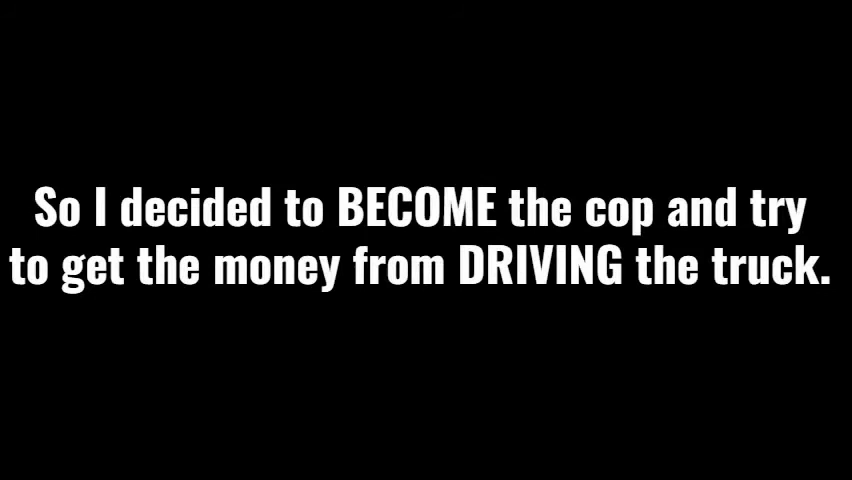 So I decided to BECOME the cop and try
to get the money from DRIVING the truck.